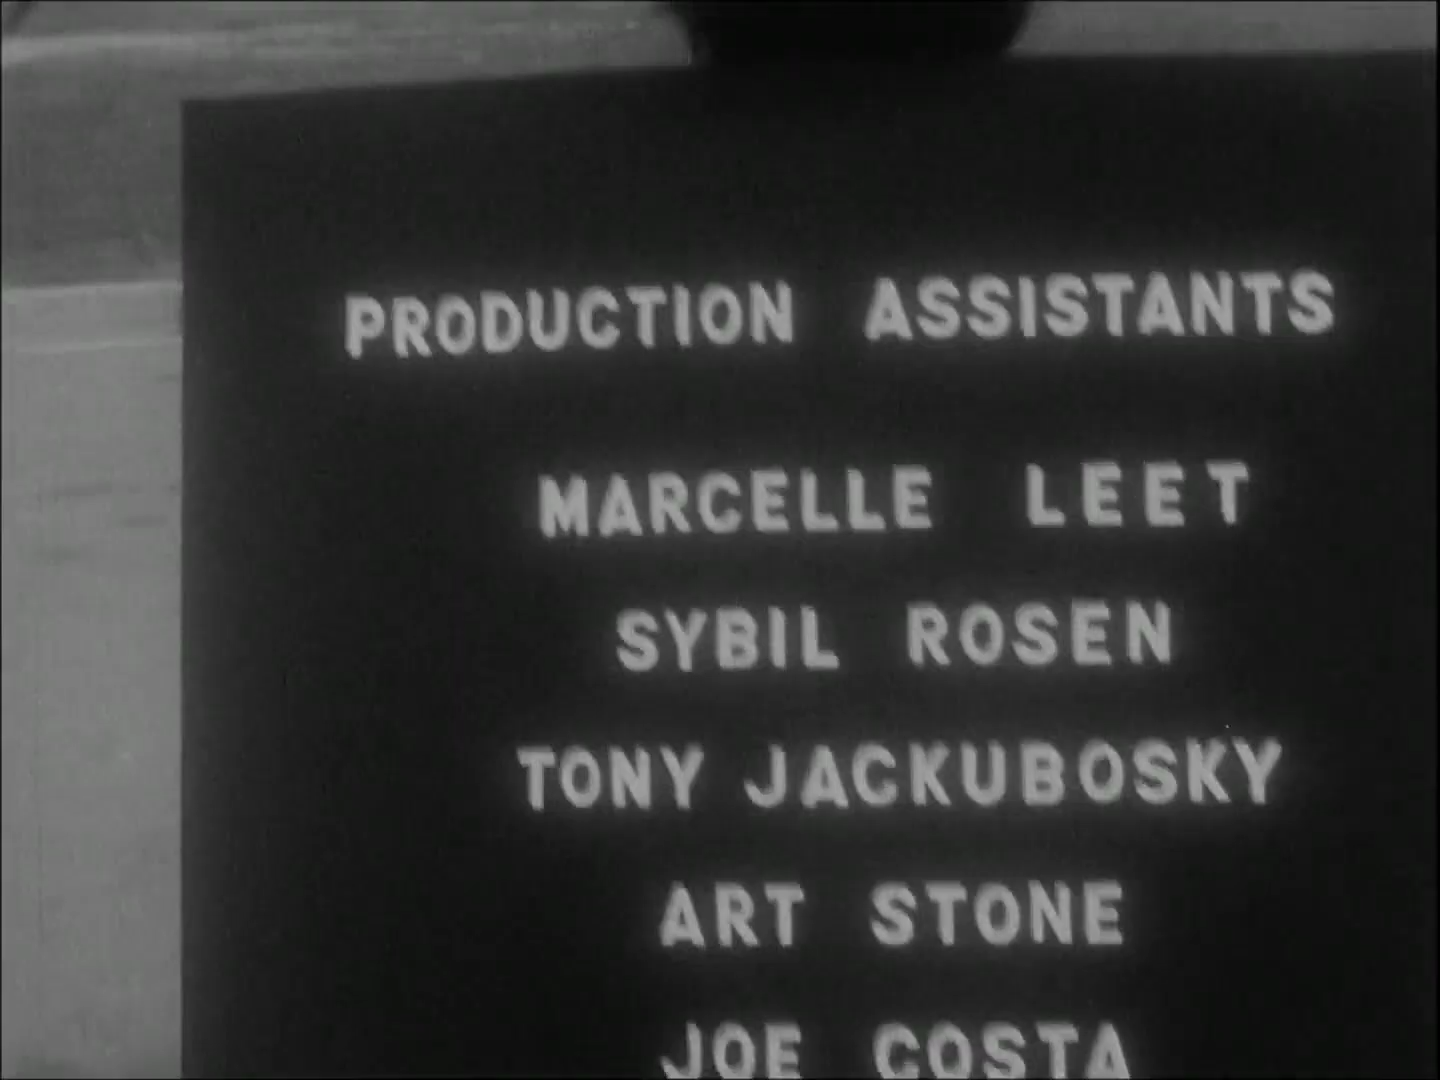 PRODUCTION ASSISTANTS
MARCELLE LEET
SYBIL ROSEN
TONY JACKUBOSKY
ART STONE
JOE COSTA